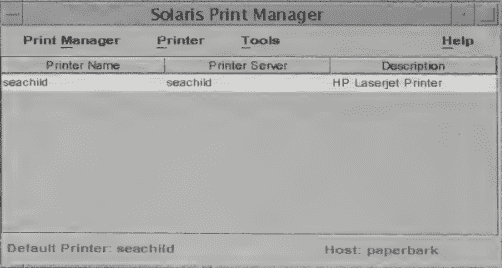 Solaris Print Manager
Print Manager Printer Tools Help
Printer Name Printer Server Description
seachild seachild HP Laserjet Printer
Default Printer: seachild Host: paperbark